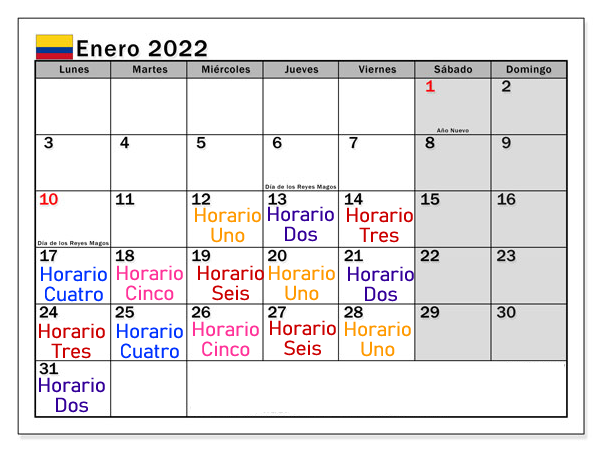 Enero 2022
Lunes Martes Miércoles Jueves Viernes Sábado Domingo
1 2
Año Nuevo
3 4 5 6 7 8 9
Día de los Reyes Magos
10 11 12 13 14 15 16
Horario Horario Horario
Uno Dos Tres
Día de los Reyes Magos
17 18 19 20 21 22 23
Horario Horario Horario Horario Horario
Cuatro Cinco Seis Uno Dos
24 25 26 27 28 29 30
Horario Horario Horario Horario Horario
Tres Cuatro Cinco Seis Uno
31
Horario
Dos